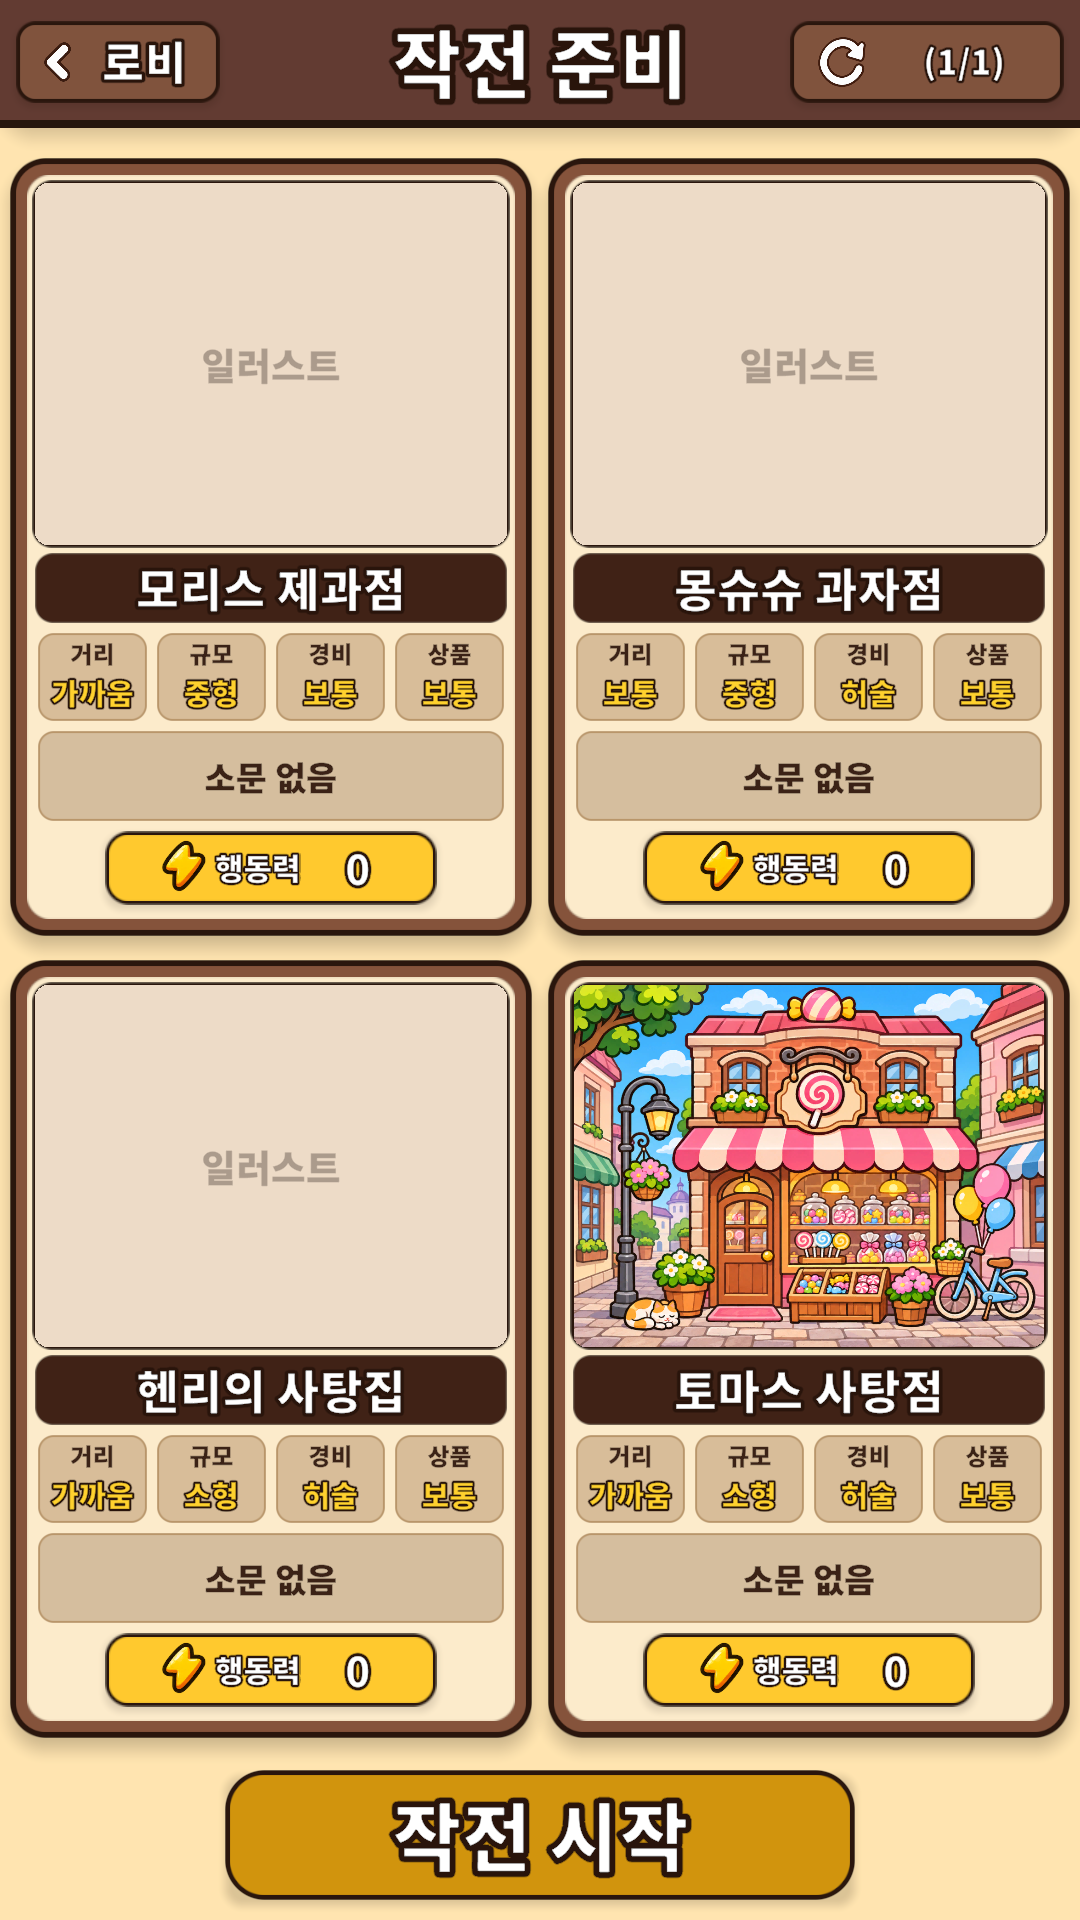 로비
작전 준비
(1/1)
일러스트
모리스 제과점
거리 규모 경비 상품
가까움 중형 보통 보통
소문 없음
행동력 0
일러스트
몽슈슈 과자점
거리 규모 경비 상품
보통 중형 허술 보통
소문 없음
행동력 0
일러스트
헨리의 사탕집
거리 규모 경비 상품
가까움 소형 허술 보통
소문 없음
행동력 0
토마스 사탕점
거리 규모 경비 상품
가까움 소형 허술 보통
소문 없음
행동력 0
작전 시작